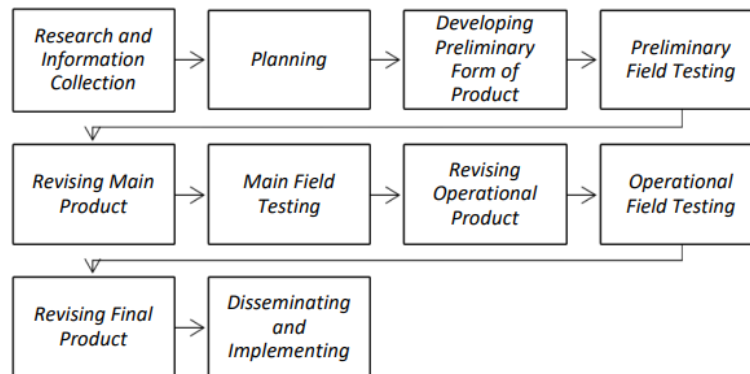 Research and
Information
Collection
Planning
Developing
Preliminary
Form of
Product
Preliminary
Field Testing
Revising Main
Product
Main Field
Testing
Revising
Operational
Product
Operational
Field Testing
Revising Final
Product
Disseminating
and
Implementing